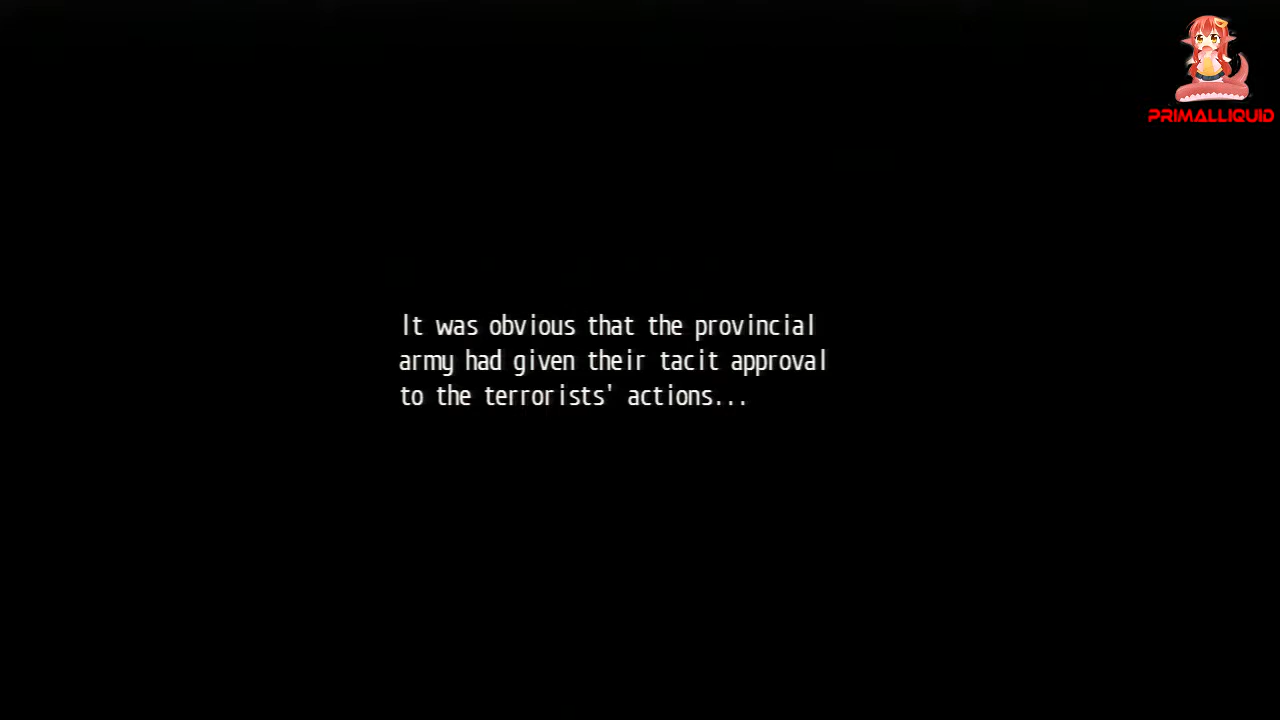 PRIMALLIQUID
It was obvious that the provincial
army had given their tacit approval
to the terrorists' actions...